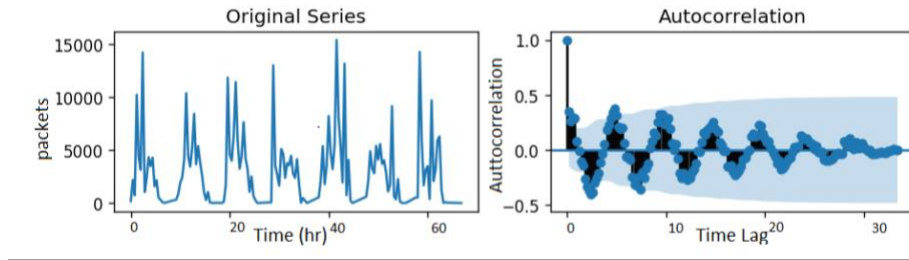 Original Series
packets
15000
10000
5000
0
0 20 40 60
Time (hr)
Autocorrelation
Auttocorrelation
1.0
0.5
0.0
−0.5
0 10 20 30
Time Lag